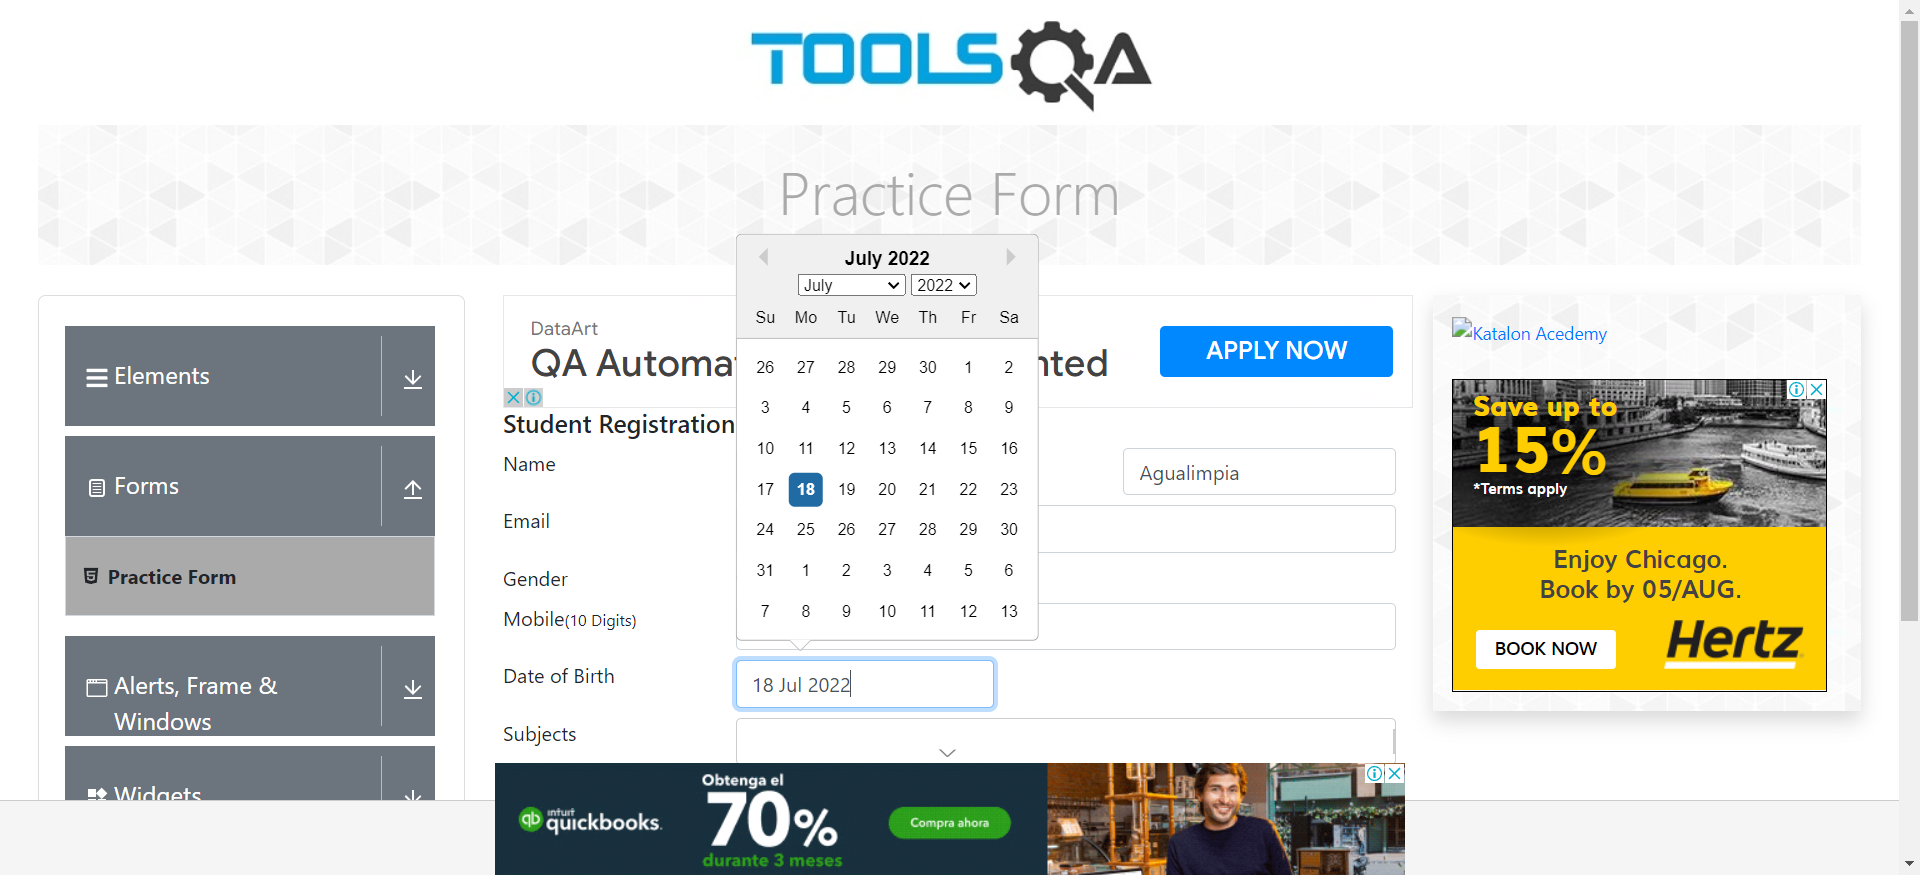 TOOLSQA
Practice Form
Elements
Forms
Practice Form
Alerts, Frame &
Windows
Widgets
DataArt
QA Automa
nted
APPLY NOW
Student Registration
Name
Agualimpia
Email
Gender
Mobile(10 Digits)
Date of Birth
18 Jul 2022
Subjects
July 2022
July 2022
Su Mo Tu We Th Fr Sa
26 27 28 29 30 1 2
3 4 5 6 7 8 9
10 11 12 13 14 15 16
17 18 19 20 21 22 23
24 25 26 27 28 29 30
31 1 2 3 4 5 6
7 8 9 10 11 12 13
Katalon Acedemy
Save up to
15%
*Terms apply
Enjoy Chicago.
Book by 05/AUG.
BOOK NOW
Hertz
qb intuit quickbooks.
Obtenga el
70%
durante 3 meses
Compra ahora